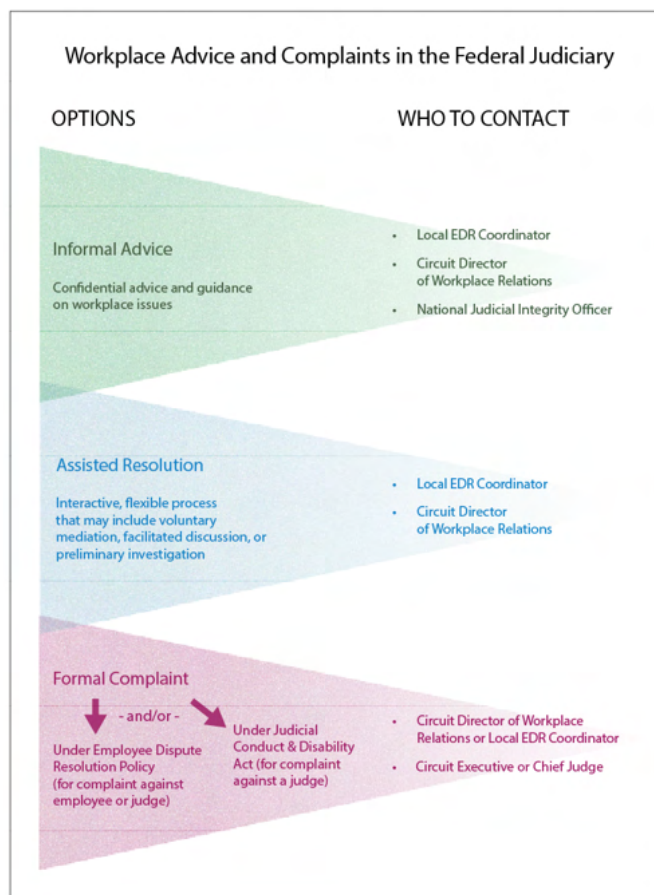 Workplace Advice and Complaints in the Federal Judiciary
OPTIONS
WHO TO CONTACT
Informal Advice
Confidential advice and guidance
on workplace issues
• Local EDR Coordinator
• Circuit Director
of Workplace Relations
• National Judicial Integrity Officer
Assisted Resolution
Interactive, flexible process
that may include voluntary
mediation, facilitated discussion, or
preliminary investigation
• Local EDR Coordinator
• Circuit Director
of Workplace Relations
Formal Complaint
- and/or -
Under Employee Dispute
Resolution Policy
(for complaint against
employee or judge)
Under Judicial
Conduct & Disability
Act (for complaint
against a judge)
• Circuit Director of Workplace
Relations or Local EDR Coordinator
• Circuit Executive or Chief Judge